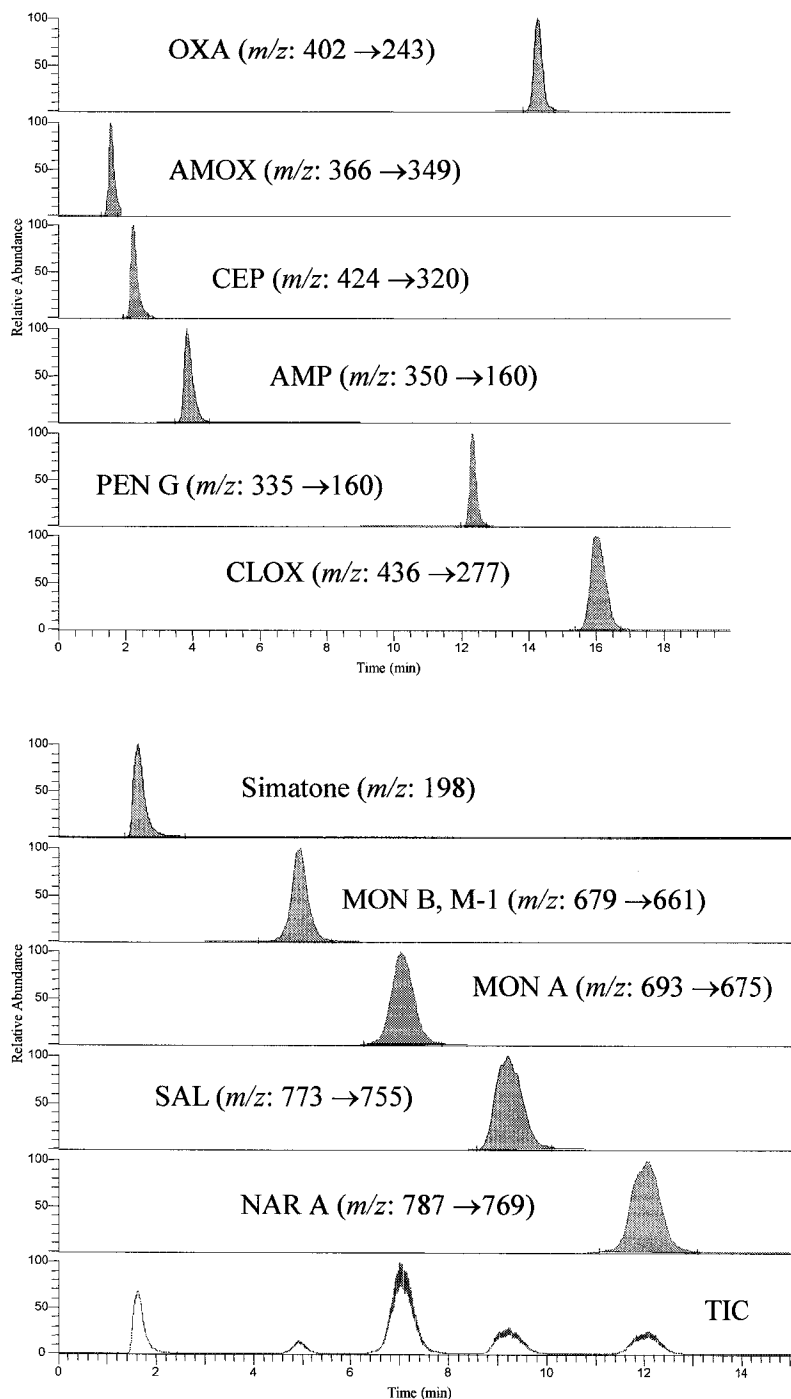 100
50
OXA (m/z: 402 →243)
100
50
AMOX (m/z: 366 →349)
100
50
CEP (m/z: 424 →320)
100
50
AMP (m/z: 350 →160)
100
50
PEN G (m/z: 335 →160)
100
50
0
CLOX (m/z: 436 →277)
Relative Abundance
0 2 4 6 8 10 12 14 16 18
Time (min)
100
50
Simatone (m/z: 198)
100
50
MON B, M-1 (m/z: 679 →661)
100
50
MON A (m/z: 693 →675)
100
50
SAL (m/z: 773 →755)
100
50
NAR A (m/z: 787 →769)
100
50
0
TIC
Relative Abundance
0 2 4 6 8 10 12 14
Time (min)